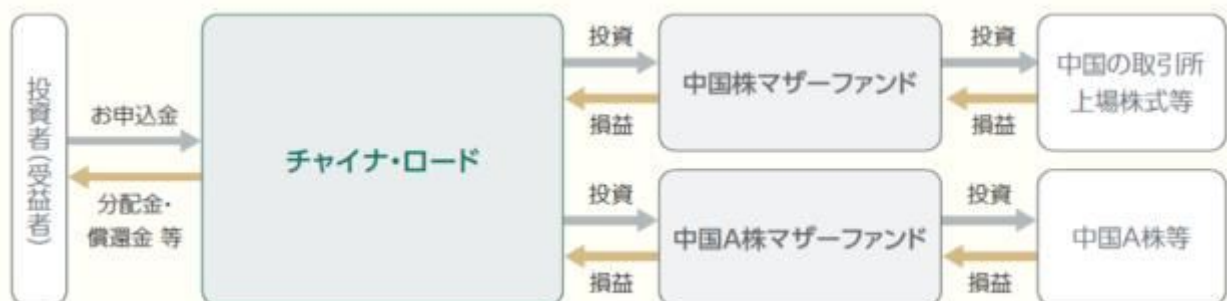 投資者(受益者)
お申込金
分配金・
償還金 等
チャイナ・ロード
投資
損益
中国株マザーファンド
投資
損益
中国の取引所
上場株式等
投資
損益
中国A株マザーファンド
投資
損益
中国A株等